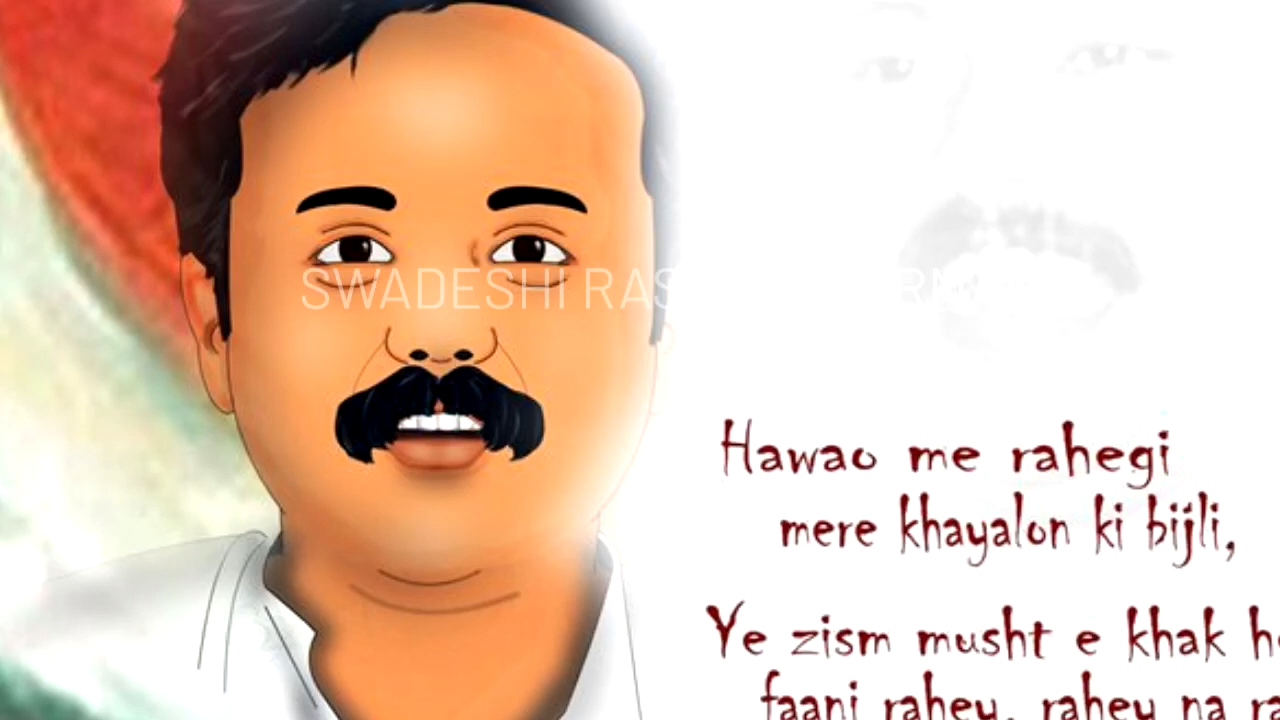 SWADESHI
Hawao me rahegi
mere khayalon ki bijli,
Ye zism musht e khak
faani rahey, rahey na